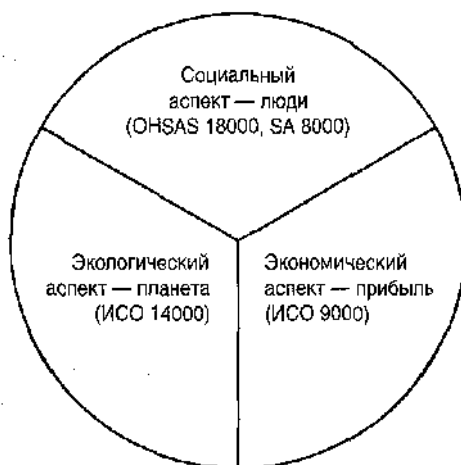 Социальный
аспект — люди
(OHSAS 18000, SA 8000)
Экологический
аспект — планета
(ИСО 14000)
Экономический
аспект — прибыль
(ИСО 9000)